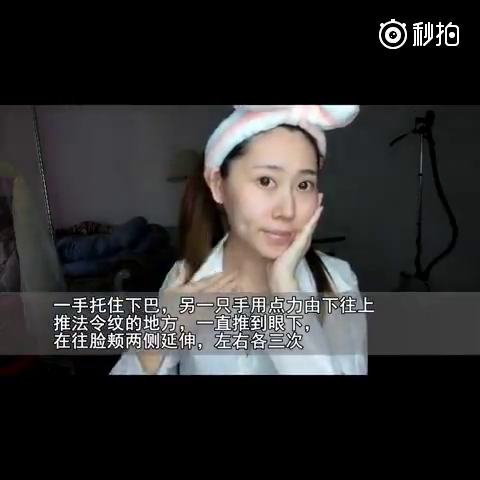 秒拍
一手托住下巴，另一只手用点力由下往上
推法令纹的地方，一直推到眼下，
在往脸颊两侧延伸，左右各三次